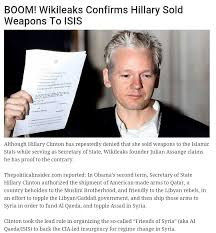 BOOM! Wikileaks Confirms Hillary Sold
Weapons To ISIS
Although Hillary Clinton has repeatedly denied that she sold weapons to the Islamic
State while serving as Secretary of State, Wikileaks founder Julian Assange claims
he has proof to the contrary.
Thepoliticalinsider.com reported: In Obama's second term, Secretary of State
Hillary Clinton authorized the shipment of American-made arms to Qatar, a
country beholden to the Muslim Brotherhood, and friendly to the Libyan rebels, in
an effort to topple the Libyan/Gaddafi government, and then ship those arms to
Syria in order to fund Al Qaeda, and topple Assad in Syria.
Clinton took the lead role in organizing the so-called "Friends of Syria" (aka Al
Qaeda/ISIS) to back the CIA-led insurgency for regime change in Syria.